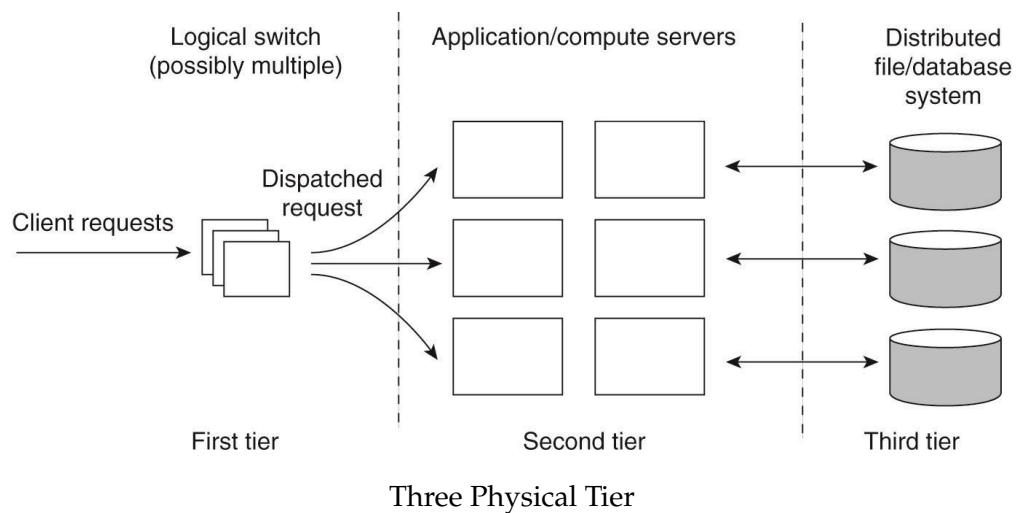 Logical switch
(possibly multiple)
Application/compute servers
Distributed
file/database
system
Dispatched
request
Client requests
First tier
Second tier
Third tier
Three Physical Tier